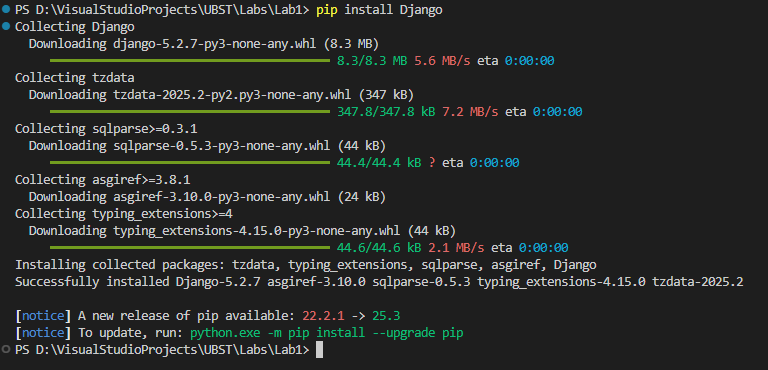 PS D:\VisualStudioProjects\UBST\Labs\Lab1> pip install Django
Collecting Django
Downloading django-5.2.7-py3-none-any.whl (8.3 MB)
8.3/8.3 MB 5.6 MB/s eta 0:00:00
Collecting tzdata
Downloading tzdata-2025.2-py2.py3-none-any.whl (347 kB)
347.8/347.8 kB 7.2 MB/s eta 0:00:00
Collecting sqlparse>=0.3.1
Downloading sqlparse-0.5.3-py3-none-any.whl (44 kB)
44.4/44.4 kB ? eta 0:00:00
Collecting asgiref>=3.8.1
Downloading asgiref-3.10.0-py3-none-any.whl (24 kB)
Collecting typing_extensions>=4
Downloading typing_extensions-4.15.0-py3-none-any.whl (44 kB)
44.6/44.6 kB 2.1 MB/s eta 0:00:00
Installing collected packages: tzdata, typing_extensions, sqlparse, asgiref, Django
Successfully installed Django-5.2.7 asgiref-3.10.0 sqlparse-0.5.3 typing_extensions-4.15.0 tzdata-2025.2
[notice] A new release of pip available: 22.2.1 -> 25.3
[notice] To update, run: python.exe -m pip install --upgrade pip
PS D:\VisualStudioProjects\UBST\Labs\Lab1>